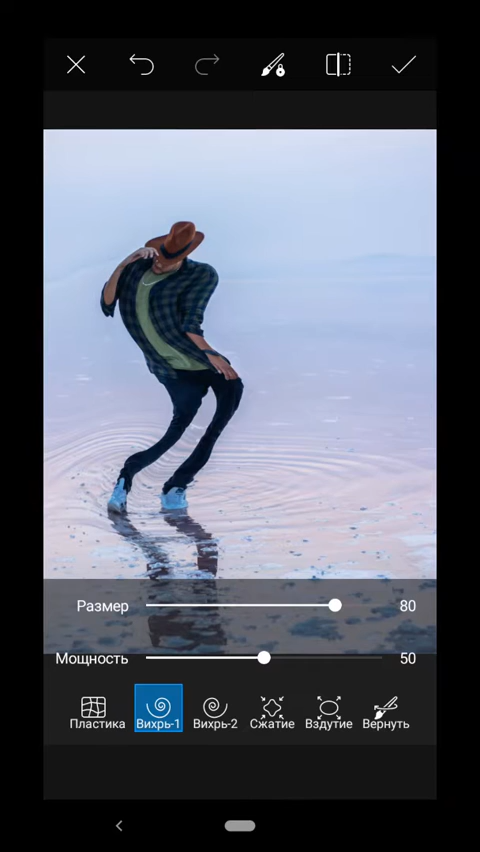 Размер 80
Мощность 50
Пластика Вихрь-1 Вихрь-2 Сжатие Вздутие Вернуть